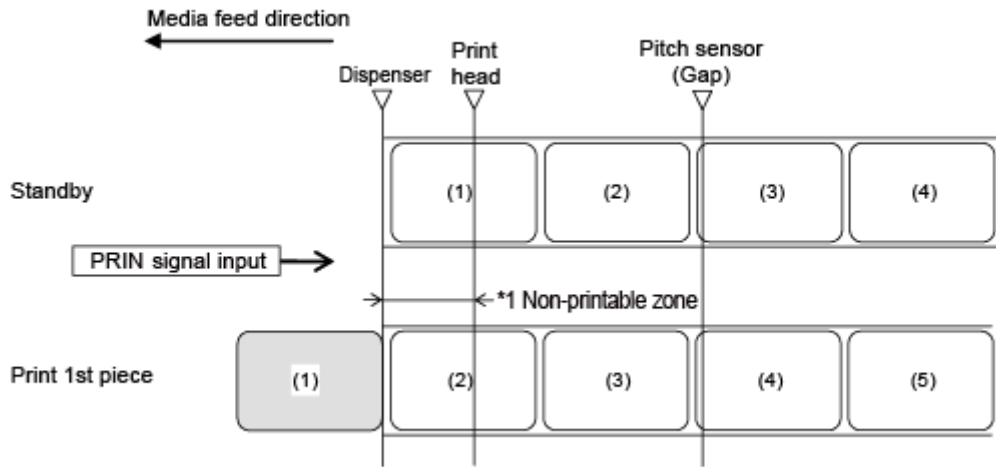 Media feed direction
Dispenser
Print
head
Pitch sensor
(Gap)
Standby
(1)
(2)
(3)
(4)
PRIN signal input
*1 Non-printable zone
Print 1st piece
(1)
(2)
(3)
(4)
(5)